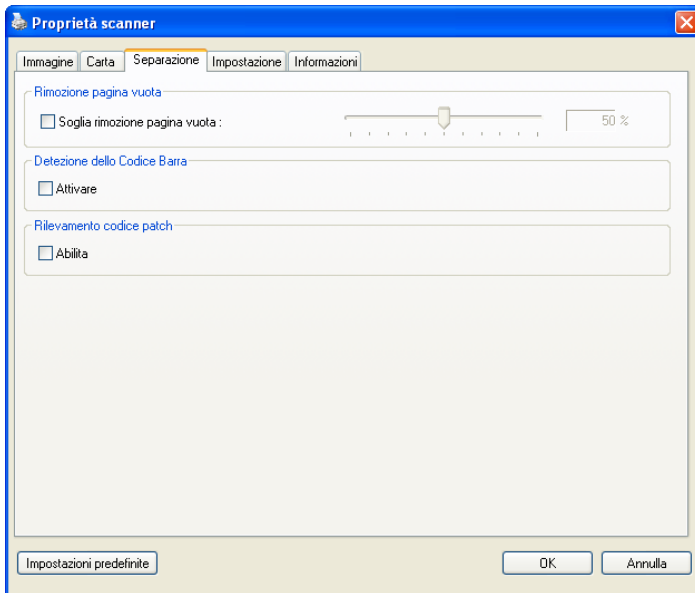 Proprietà scanner
Immagine Carta Separazione Impostazione Informazioni
Rimozione pagina vuota
Soglia rimozione pagina vuota : 50 %
Detezione dello Codice Barra
Attivare
Rilevamento codice patch
Abilita
Impostazioni predefinite OK Annulla